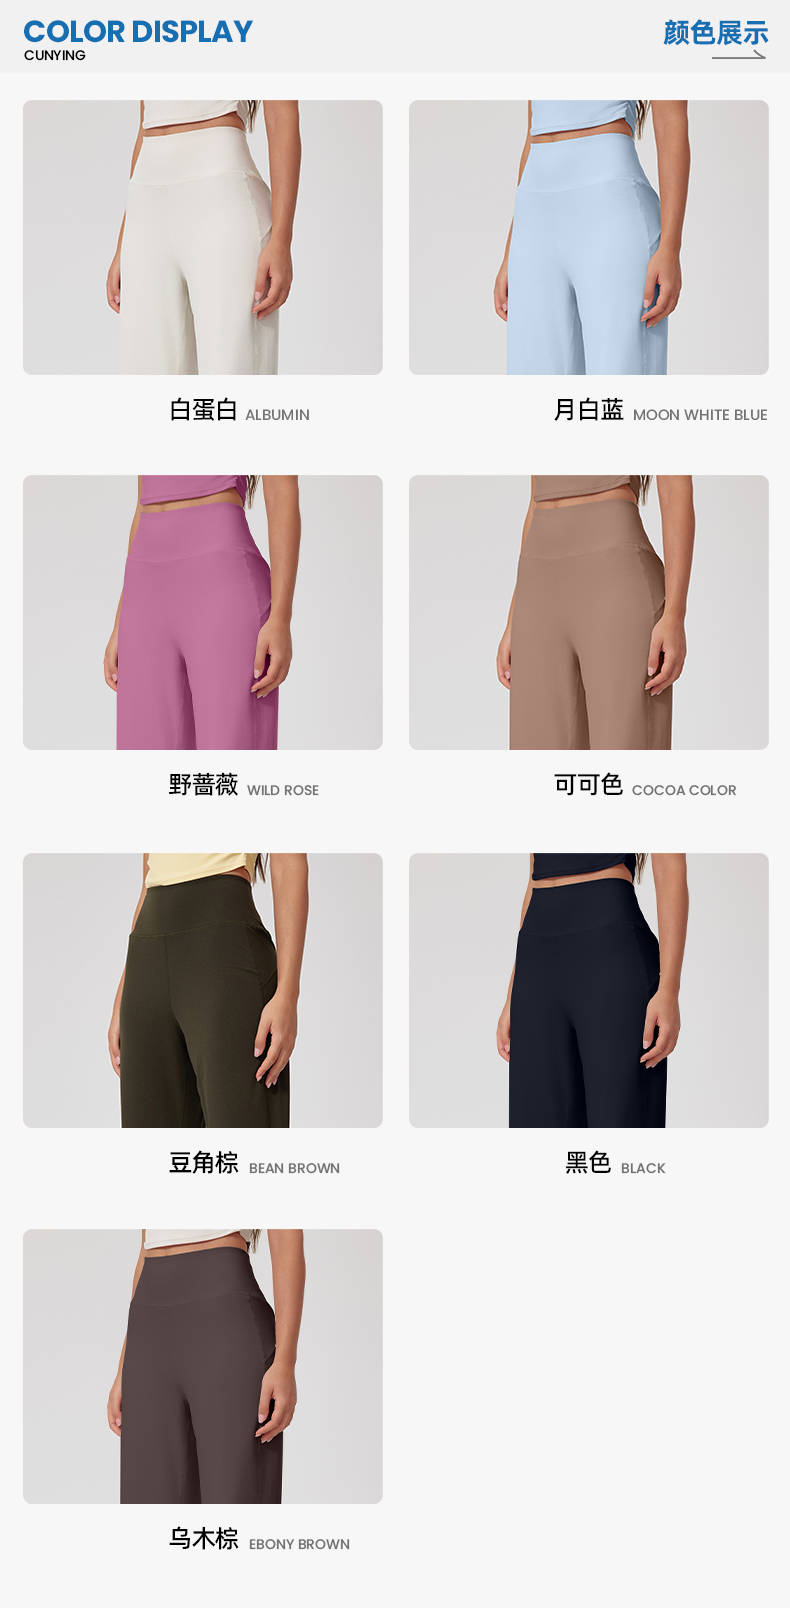 COLOR DISPLAY
颜色展示
CUNYING
白蛋白 ALBUMIN
月白蓝 MOON WHITE BLUE
野蔷薇 WILD ROSE
可可色 COCOA COLOR
豆角棕 BEAN BROWN
黑色 BLACK
乌木棕 EBONY BROWN